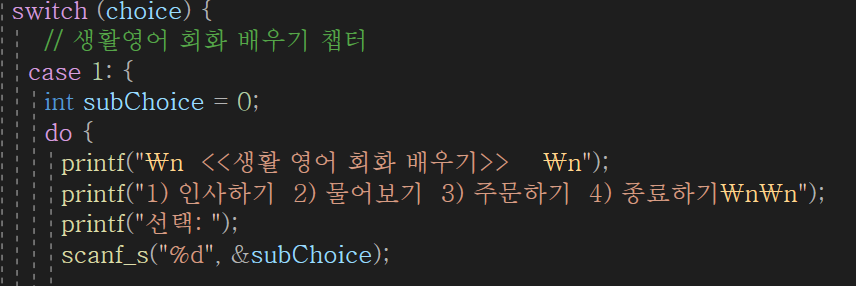 switch (choice) {
// 생활영어 회화 배우기 챕터
case 1: {
int subChoice = 0;
do {
printf("₩n <<생활 영어 회화 배우기>> ₩n");
printf("1) 인사하기 2) 물어보기 3) 주문하기 4) 종료하기₩n₩n");
printf("선택: ");
scanf_s("%d", &subChoice);